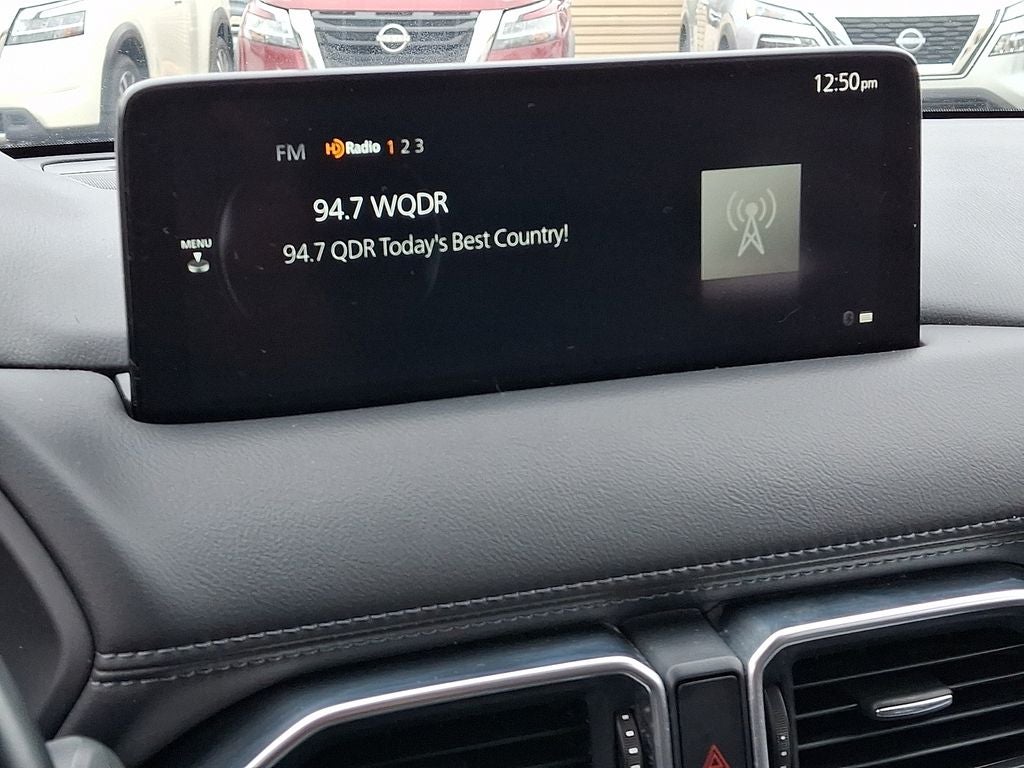 12:50pm
FM HD Radio 1 2 3
94.7 WQDR
94.7 QDR Today's Best Country!
MENU